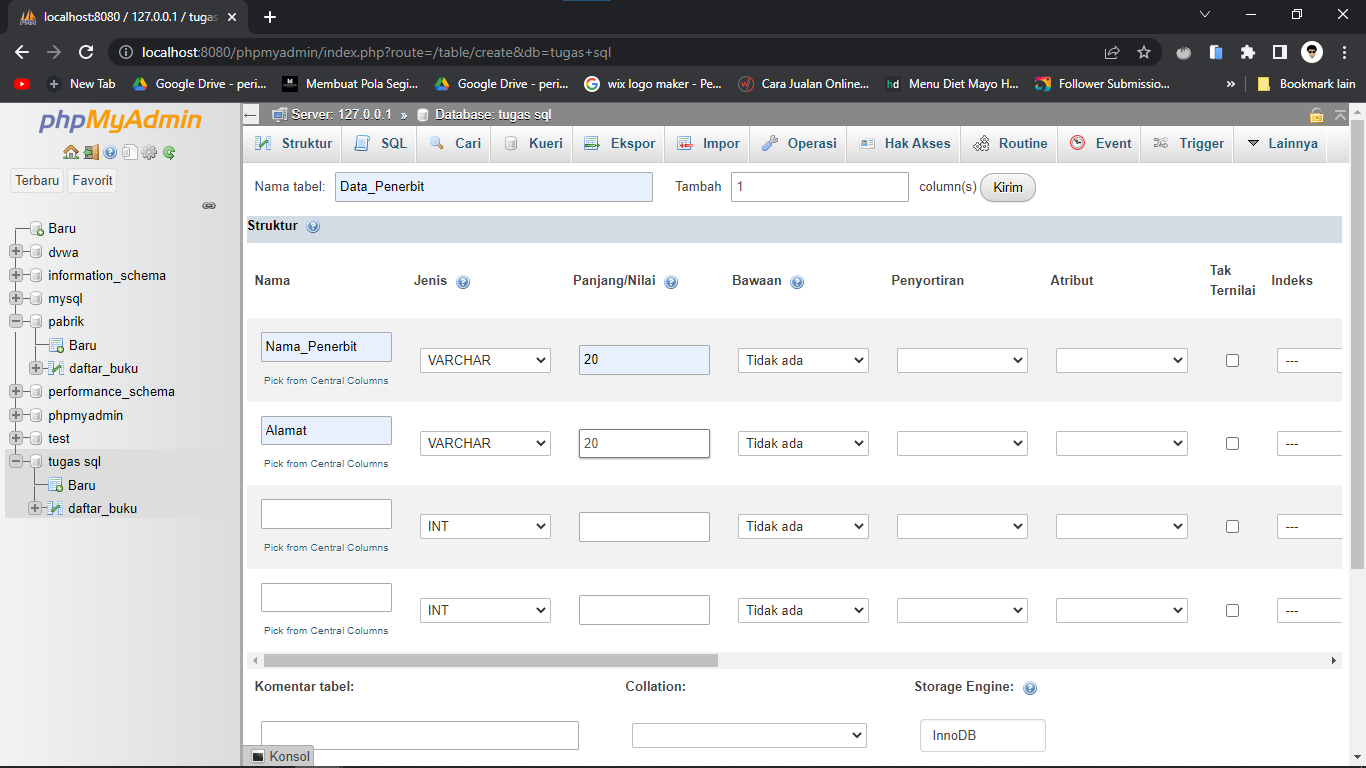 localhost:8080 / 127.0.0.1 / tugas
localhost:8080/phpmyadmin/index.php?route=/table/create&db=tugas+sql
New Tab
Google Drive - peri...
Membuat Pola Segi...
Google Drive - peri...
wix logo maker - Pe...
Cara Jualan Online...
hd Menu Diet Mayo H...
Follower Submissio...
»
Bookmark lain
phpMyAdmin
Terbaru
Favorit
Baru
dvwa
information_schema
mysql
pabrik
Baru
daftar_buku
performance_schema
phpmyadmin
test
tugas sql
Baru
daftar_buku
Server: 127.0.0.1 » Database: tugas sql
Struktur
SQL
Cari
Kueri
Ekspor
Impor
Operasi
Hak Akses
Routine
Event
Trigger
Lainnya
Nama tabel: Data_Penerbit Tambah 1 column(s) Kirim
Struktur
Nama
Jenis
Panjang/Nilai
Bawaan
Penyortiran
Atribut
Tak Ternilai
Indeks
Nama_Penerbit VARCHAR 20 Tidak ada ---
Pick from Central Columns
Alamat VARCHAR 20 Tidak ada ---
Pick from Central Columns
INT Tidak ada ---
Pick from Central Columns
INT Tidak ada ---
Pick from Central Columns
Komentar tabel: Collation: Storage Engine:
InnoDB
Konsol